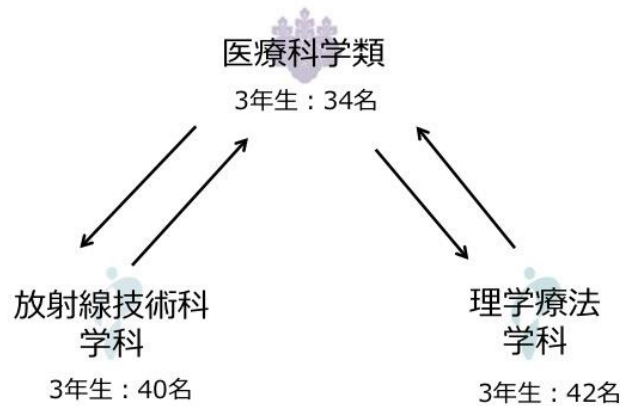 医療科学類
3年生：34名
放射線技術科
学科
3年生：40名
理学療法
学科
3年生：42名